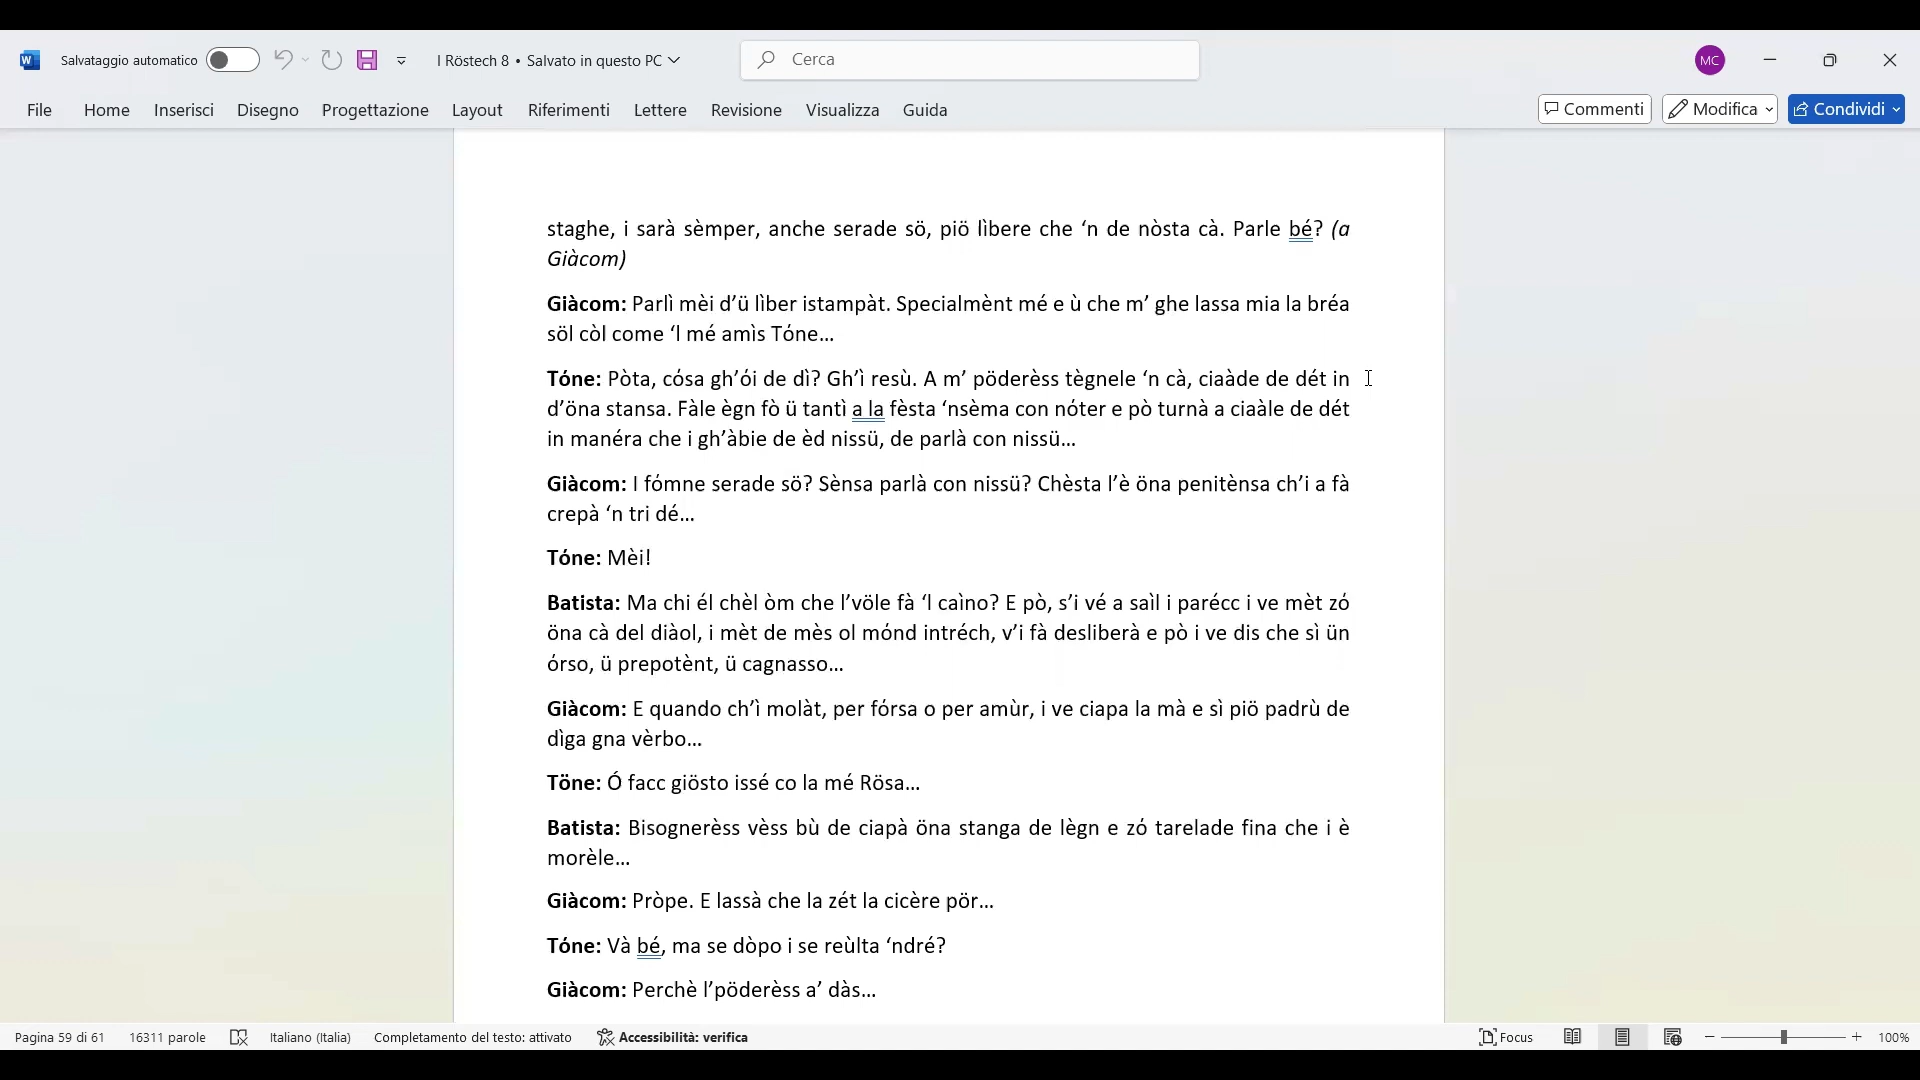 Salvataggio automatico I Röstech 8 • Salvato in questo PC Cerca MC
File Home Inserisci Disegno Progettazione Layout Riferimenti Lettere Revisione Visualizza Guida Commenti Modifica Condividi
staghe, i sarà sèmper, anche serade sö, piö lìbere che ‘n de nòsta cà. Parle bé? (a
Giàcom)
Giàcom: Parlì mèi d’ü lìber istampàt. Specialmènt mé e ù che m’ ghe lassa mia la bréa
söl còl come ‘l mé amìs Tóne…
Tóne: Pòta, cósa gh’ói de dì? Gh’ì resù. A m’ pöderèss tègnele ‘n cà, ciaàde de dét in
d’öna stansa. Fàle ègn fò ü tantì a la fèsta ‘nsèma con nóter e pò turnà a ciaàle de dét
in manéra che i gh’àbie de èd nissü, de parlà con nissü…
Giàcom: I fómne serade sö? Sènsa parlà con nissü? Chèsta l’è öna penitènsa ch’i a fà
crepà ‘n tri dé…
Tóne: Mèi!
Batista: Ma chi él chèl òm che l’völe fà ‘l caìno? E pò, s’i vé a saìl i parécc i ve mèt zó
öna cà del diàol, i mèt de mès ol mónd intréch, v’i fà desliberà e pò i ve dis che sì ün
órso, ü prepotènt, ü cagnasso…
Giàcom: E quando ch’ì molàt, per fórsa o per amùr, i ve ciapa la mà e sì piö padrù de
dìga gna vèrbo…
Töne: Ó facc giösto issé co la mé Rösa…
Batista: Bisognerèss vèss bù de ciapà öna stanga de lègn e zó tarelade fina che i è
morèle…
Giàcom: Pròpe. E lassà che la zét la cicère pör…
Tóne: Và bé, ma se dòpo i se reùlta ‘ndré?
Giàcom: Perchè l’pöderèss a’ dàs…
Pagina 59 di 61 16311 parole Italiano (Italia) Completamento del testo: attivato Accessibilità: verifica Focus 100%